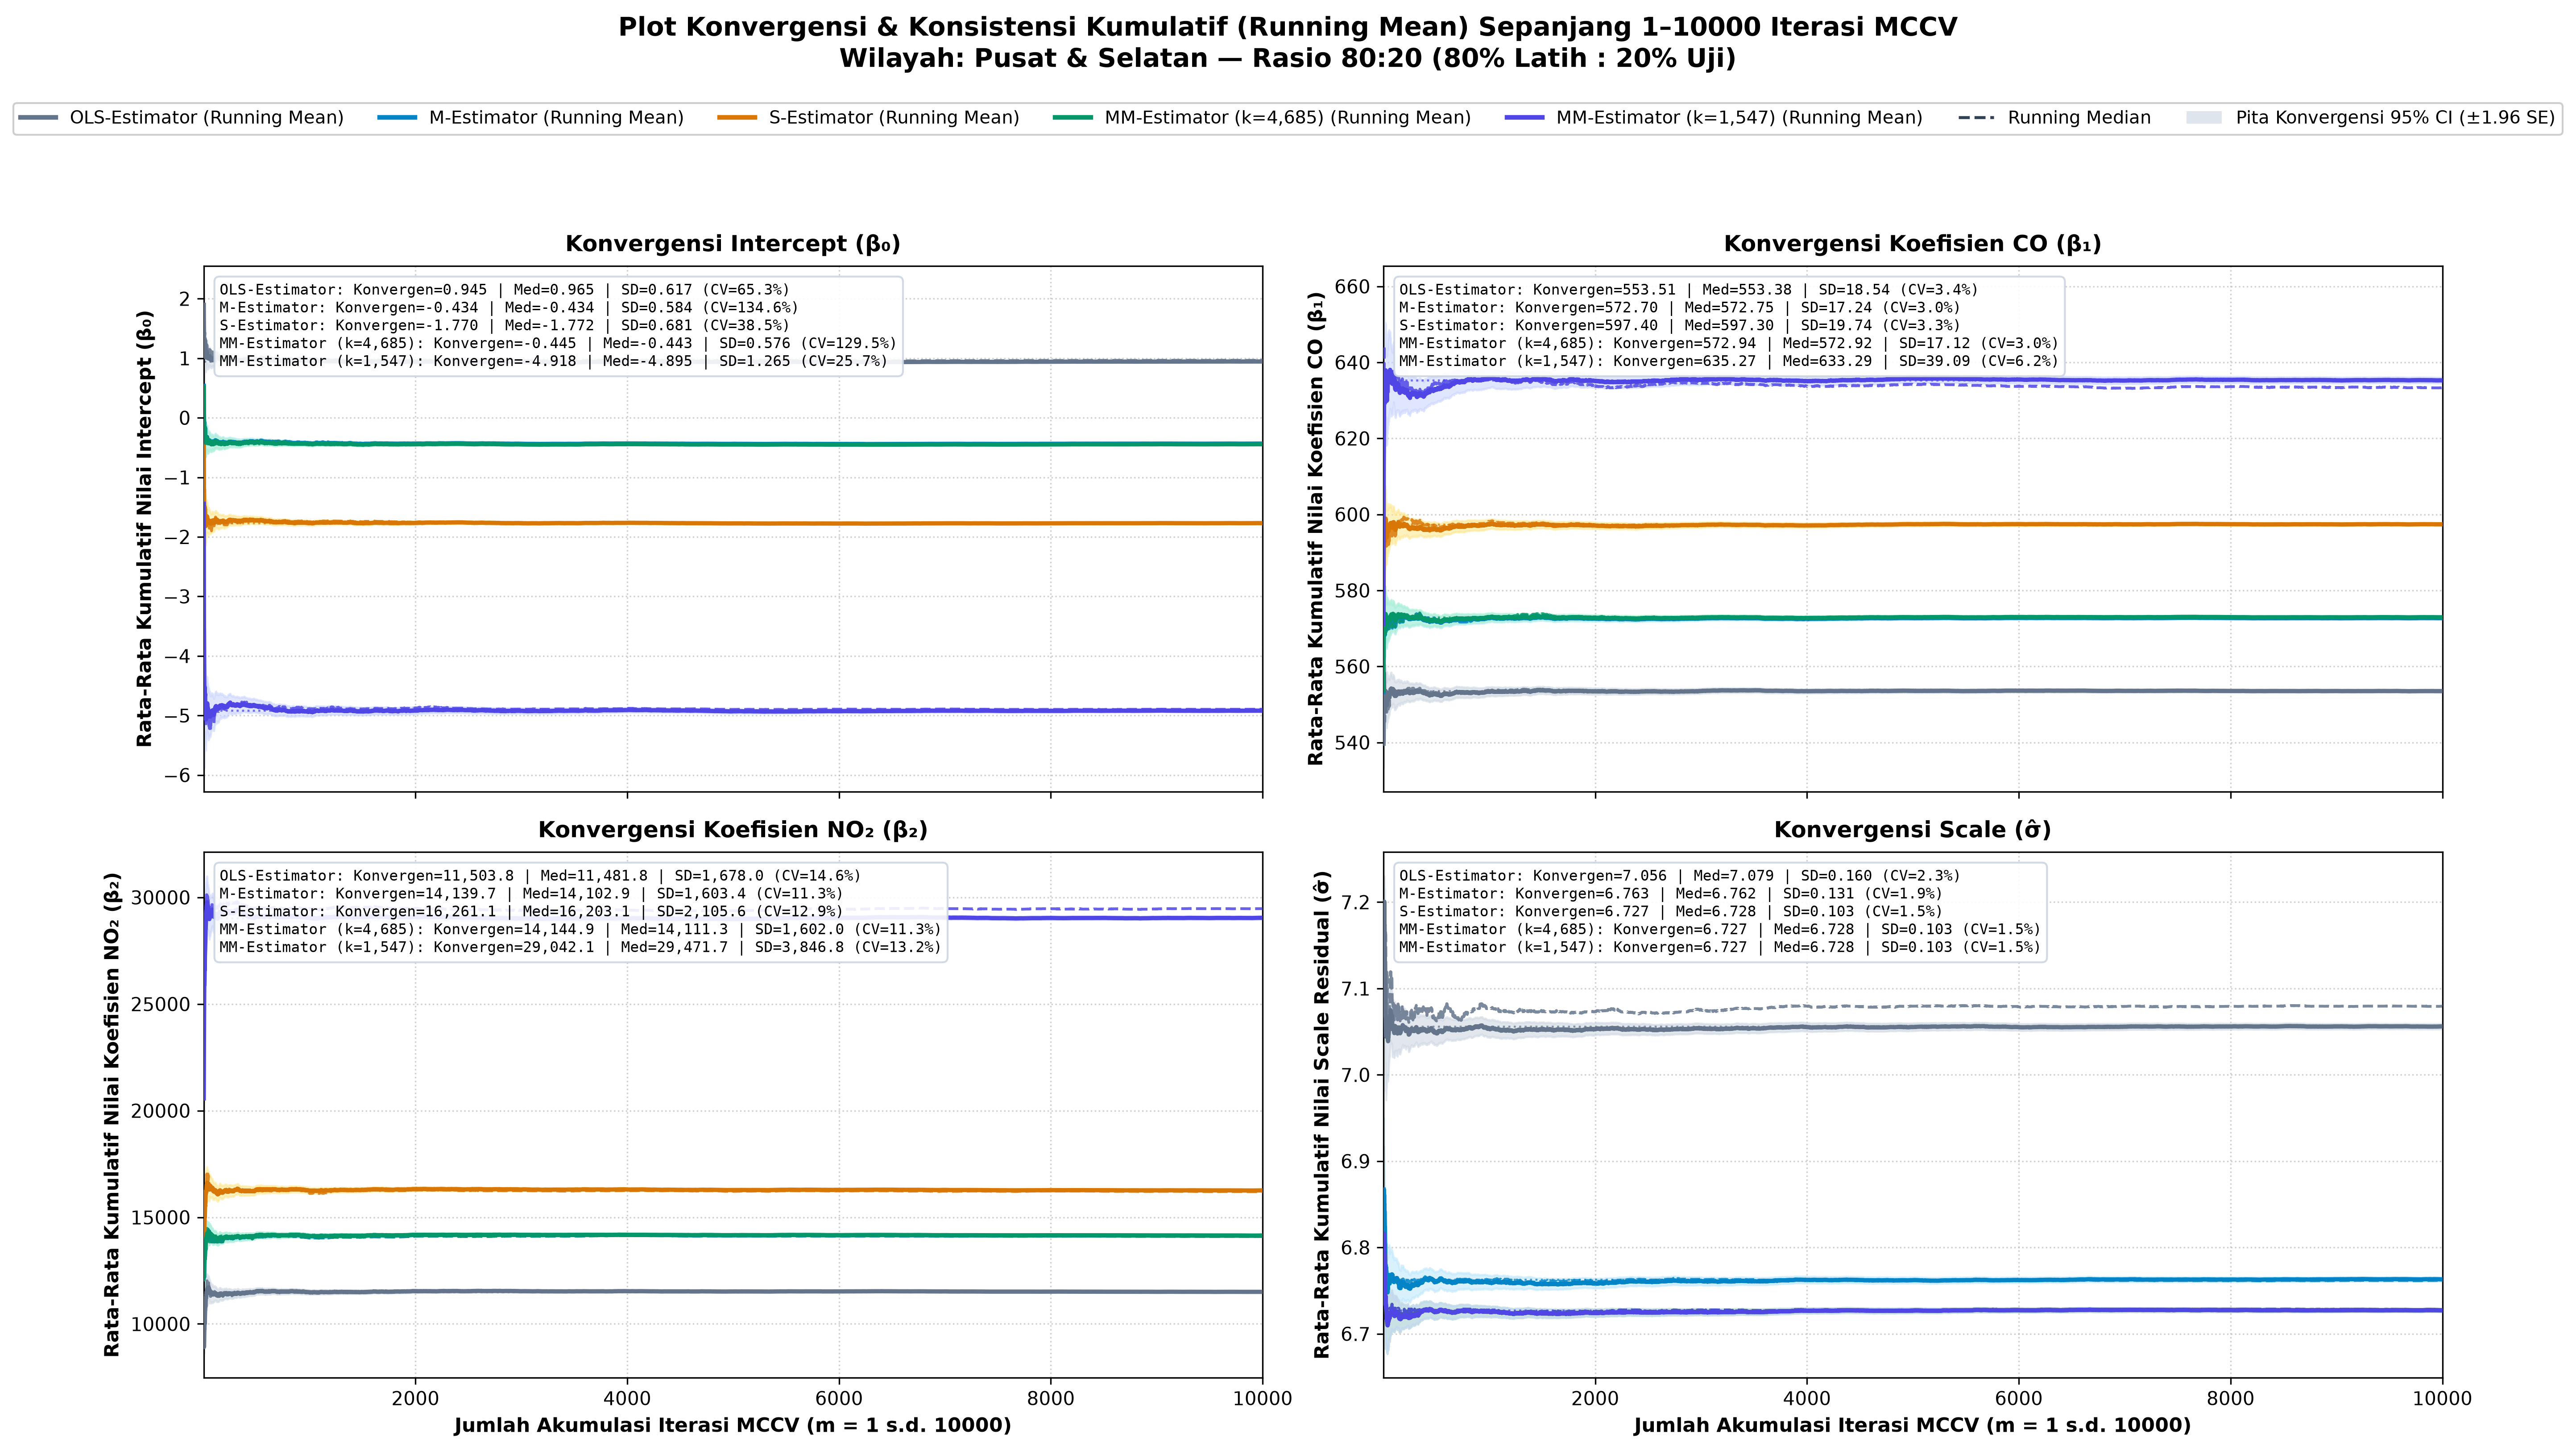 Plot Konvergensi & Konsistensi Kumulatif (Running Mean) Sepanjang 1–10000 Iterasi MCCV
Wilayah: Pusat & Selatan — Rasio 80:20 (80% Latih : 20% Uji)
OLS-Estimator (Running Mean)
M-Estimator (Running Mean)
S-Estimator (Running Mean)
MM-Estimator (k=4,685) (Running Mean)
MM-Estimator (k=1,547) (Running Mean)
Running Median
Pita Konvergensi 95% CI (±1.96 SE)
Konvergensi Intercept (β₀)
Rata-Rata Kumulatif Nilai Intercept (β₀)
OLS-Estimator: Konvergen=0.945 | Med=0.965 | SD=0.617 (CV=65.3%)
M-Estimator: Konvergen=-0.434 | Med=-0.434 | SD=0.584 (CV=134.6%)
S-Estimator: Konvergen=-1.770 | Med=-1.772 | SD=0.681 (CV=38.5%)
MM-Estimator (k=4,685): Konvergen=-0.445 | Med=-0.443 | SD=0.576 (CV=129.5%)
MM-Estimator (k=1,547): Konvergen=-4.918 | Med=-4.895 | SD=1.265 (CV=25.7%)
2
1
0
−1
−2
−3
−4
−5
−6
Konvergensi Koefisien CO (β₁)
Rata-Rata Kumulatif Nilai Koefisien CO (β₁)
OLS-Estimator: Konvergen=553.51 | Med=553.38 | SD=18.54 (CV=3.4%)
M-Estimator: Konvergen=572.70 | Med=572.75 | SD=17.24 (CV=3.0%)
S-Estimator: Konvergen=597.40 | Med=597.30 | SD=19.74 (CV=3.3%)
MM-Estimator (k=4,685): Konvergen=572.94 | Med=572.92 | SD=17.12 (CV=3.0%)
MM-Estimator (k=1,547): Konvergen=635.27 | Med=633.29 | SD=39.09 (CV=6.2%)
660
640
620
600
580
560
540
Konvergensi Koefisien NO₂ (β₂)
Rata-Rata Kumulatif Nilai Koefisien NO₂ (β₂)
OLS-Estimator: Konvergen=11,503.8 | Med=11,481.8 | SD=1,678.0 (CV=14.6%)
M-Estimator: Konvergen=14,139.7 | Med=14,102.9 | SD=1,603.4 (CV=11.3%)
S-Estimator: Konvergen=16,261.1 | Med=16,203.1 | SD=2,105.6 (CV=12.9%)
MM-Estimator (k=4,685): Konvergen=14,144.9 | Med=14,111.3 | SD=1,602.0 (CV=11.3%)
MM-Estimator (k=1,547): Konvergen=29,042.1 | Med=29,471.7 | SD=3,846.8 (CV=13.2%)
30000
25000
20000
15000
10000
2000
4000
6000
8000
10000
Jumlah Akumulasi Iterasi MCCV (m = 1 s.d. 10000)
Konvergensi Scale (σ̂)
Rata-Rata Kumulatif Nilai Scale Residual (σ̂)
OLS-Estimator: Konvergen=7.056 | Med=7.079 | SD=0.160 (CV=2.3%)
M-Estimator: Konvergen=6.763 | Med=6.762 | SD=0.131 (CV=1.9%)
S-Estimator: Konvergen=6.727 | Med=6.728 | SD=0.103 (CV=1.5%)
MM-Estimator (k=4,685): Konvergen=6.727 | Med=6.728 | SD=0.103 (CV=1.5%)
MM-Estimator (k=1,547): Konvergen=6.727 | Med=6.728 | SD=0.103 (CV=1.5%)
7.2
7.1
7.0
6.9
6.8
6.7
2000
4000
6000
8000
10000
Jumlah Akumulasi Iterasi MCCV (m = 1 s.d. 10000)